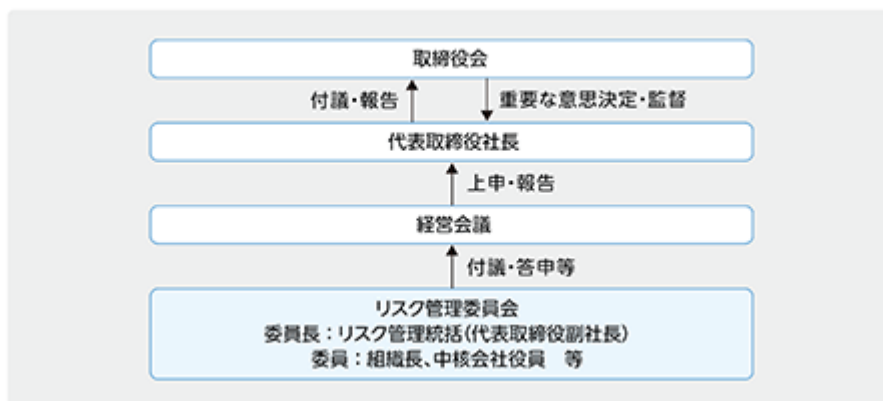 取締役会
付議・報告
重要な意思決定・監督
代表取締役社長
上申・報告
経営会議
付議・答申等
リスク管理委員会
委員長：リスク管理統括(代表取締役副社長)
委員：組織長、中核会社役員　等